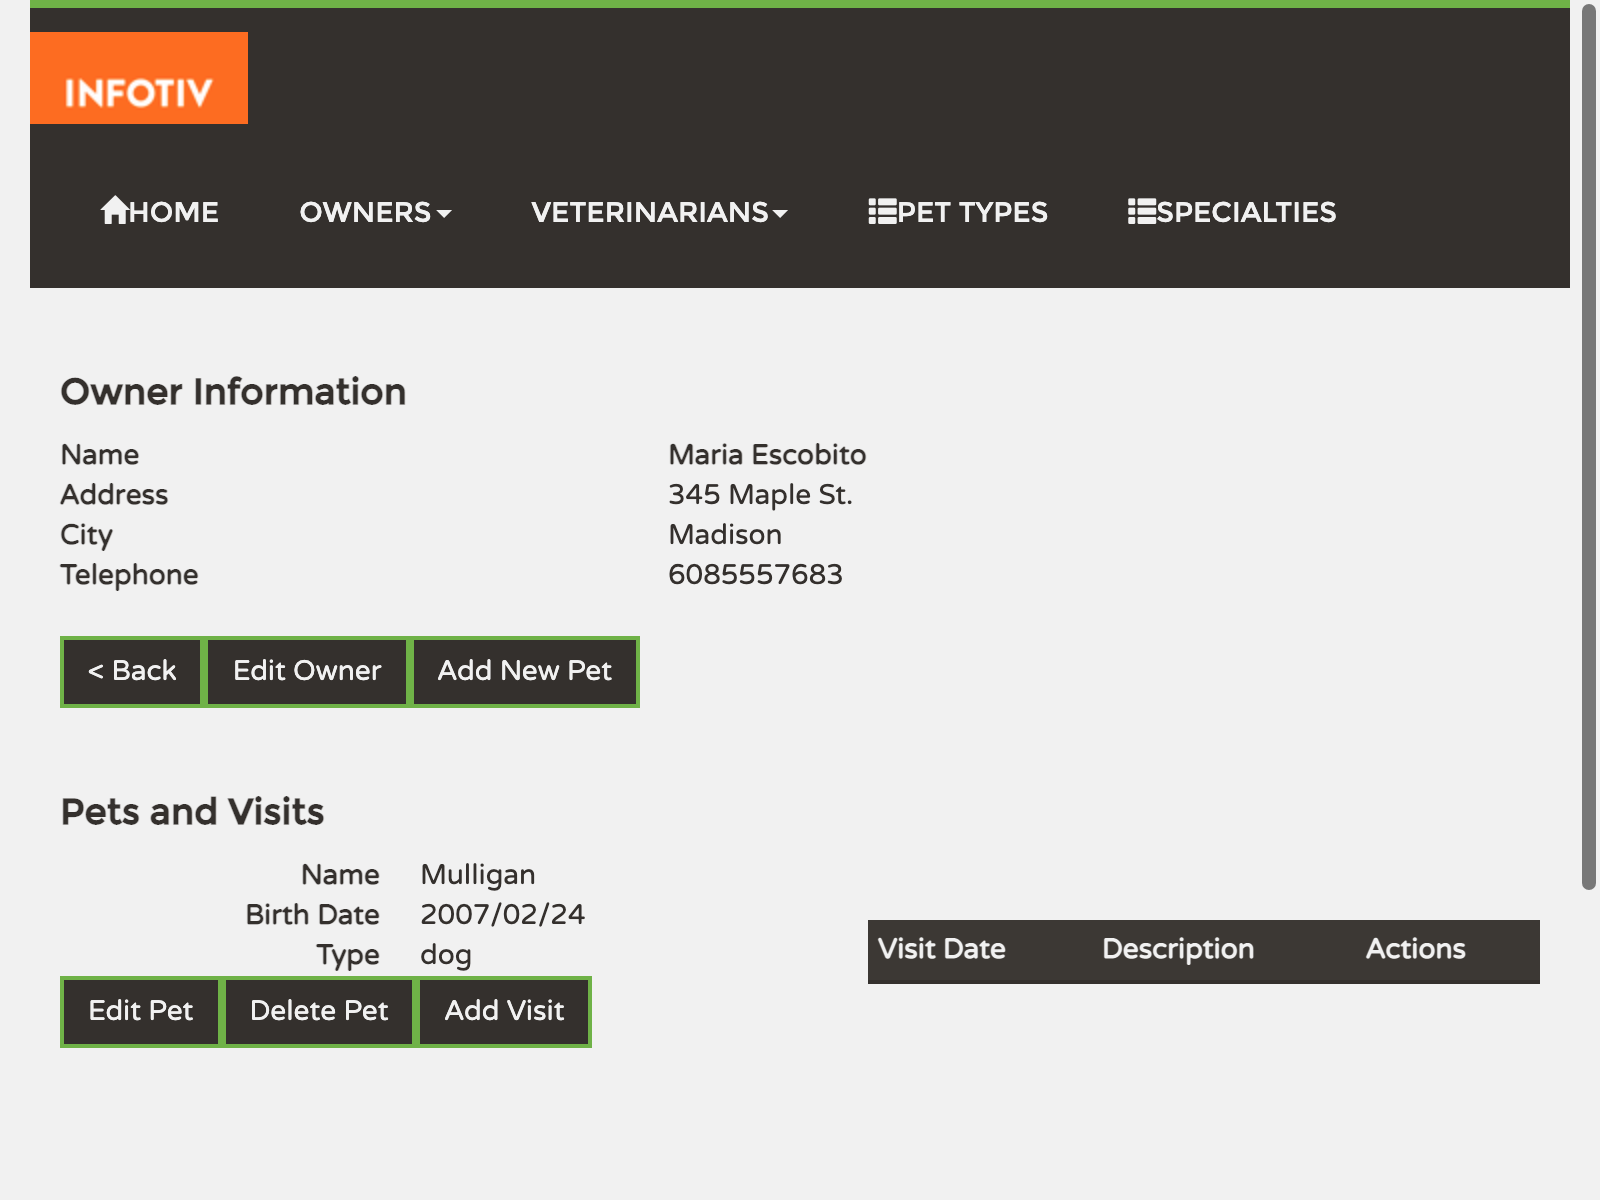 INFOTIV
HOME OWNERS VETERINARIANS PET TYPES SPECIALTIES
Owner Information
Name Maria Escobito
Address 345 Maple St.
City Madison
Telephone 6085557683
< Back Edit Owner Add New Pet
Pets and Visits
Name Mulligan
Birth Date 2007/02/24
Type dog
Edit Pet Delete Pet Add Visit
Visit Date Description Actions